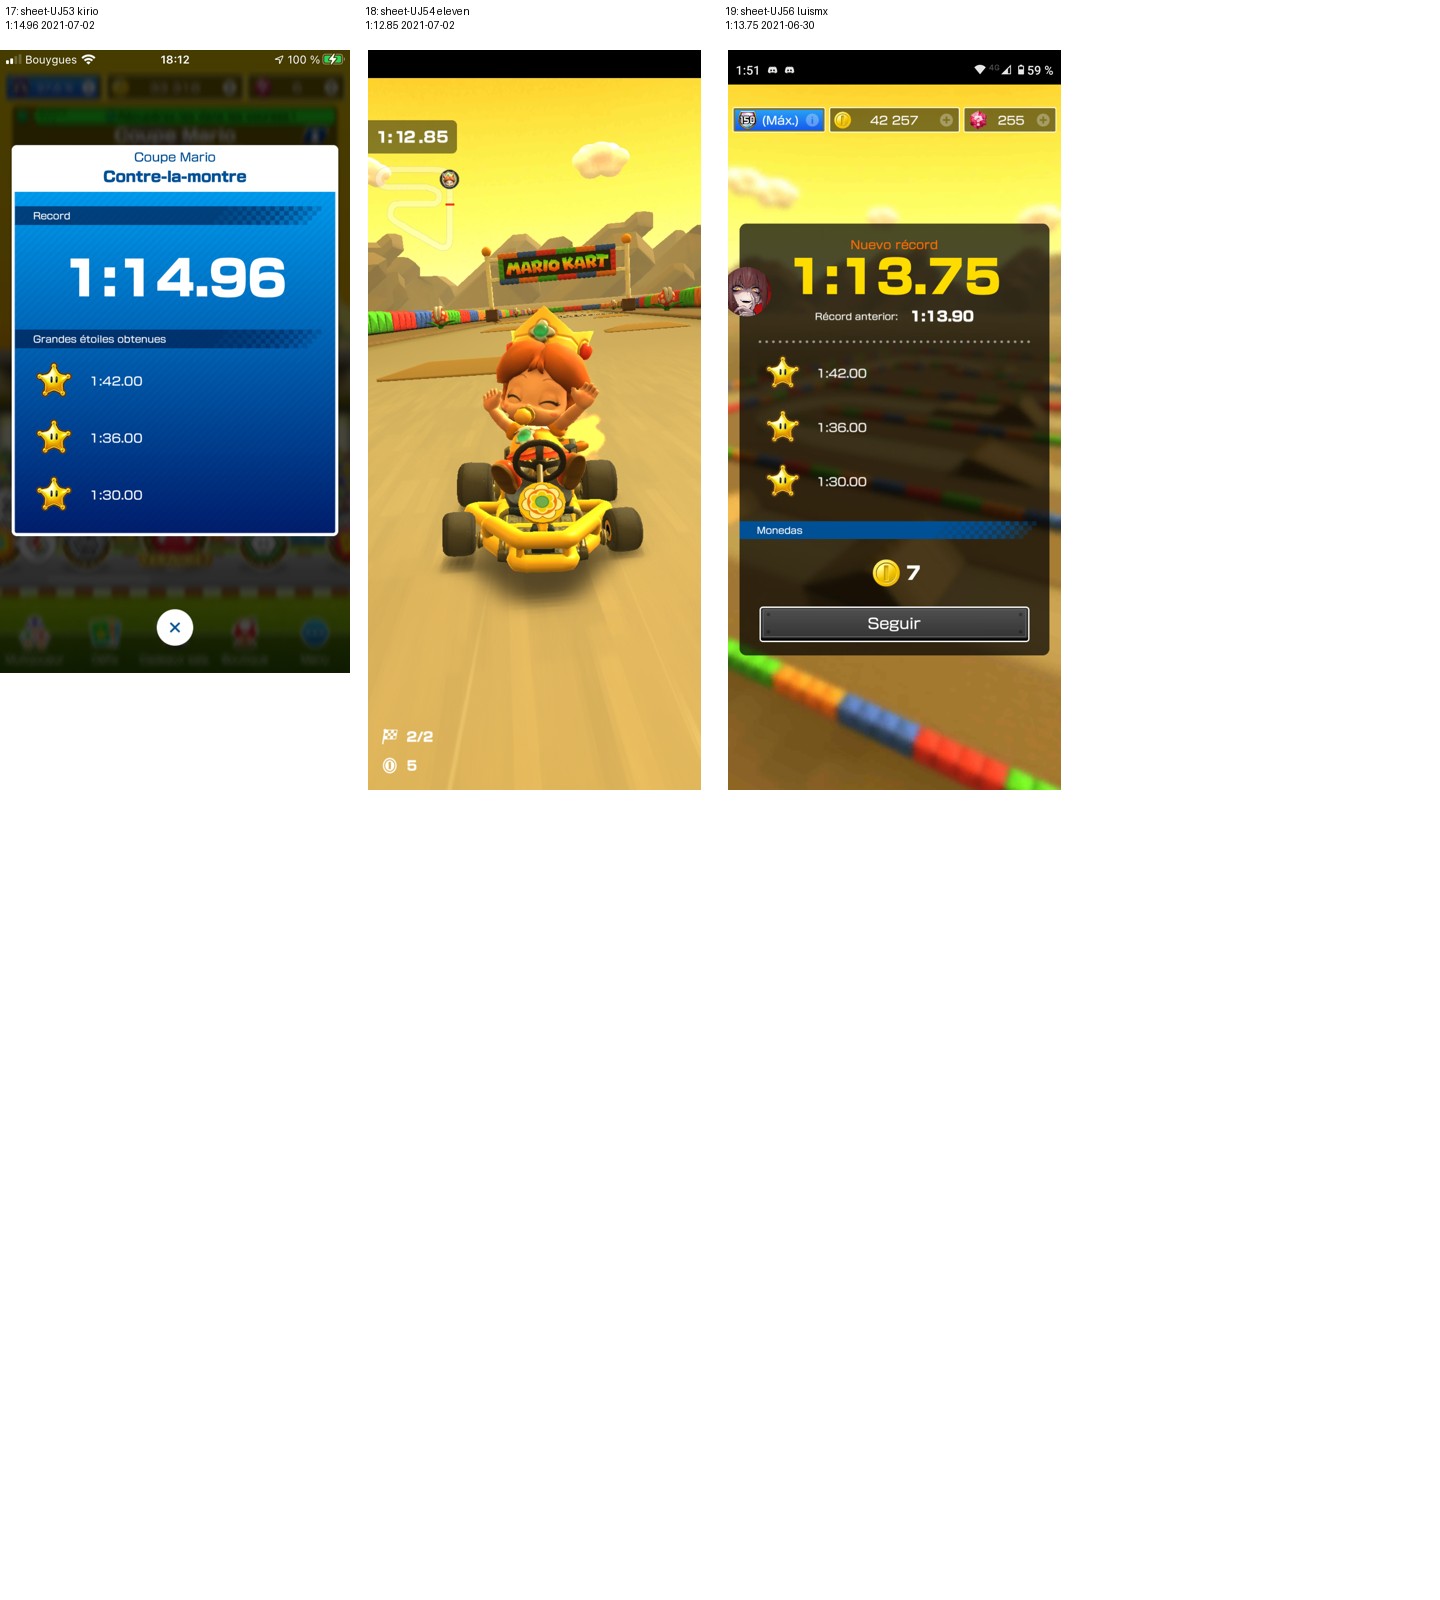 17: sheet-UJ53 kirio
1:14.96 2021-07-02
Bouygues
18:12
100 %
Coupe Mario
Coupe Mario
Contre-la-montre
Record
1:14.96
Grandes étoiles obtenues
1:42.00
1:36.00
1:30.00
18: sheet-UJ54 eleven
1:12.85 2021-07-02
1:12.85
MARIO KART
2/2
5
19: sheet-UJ56 luismx
1:13.75 2021-06-30
1:51
4G
59 %
150 (Máx.)
42 257
255
Nuevo récord
1:13.75
Récord anterior: 1:13.90
1:42.00
1:36.00
1:30.00
Monedas
7
Seguir